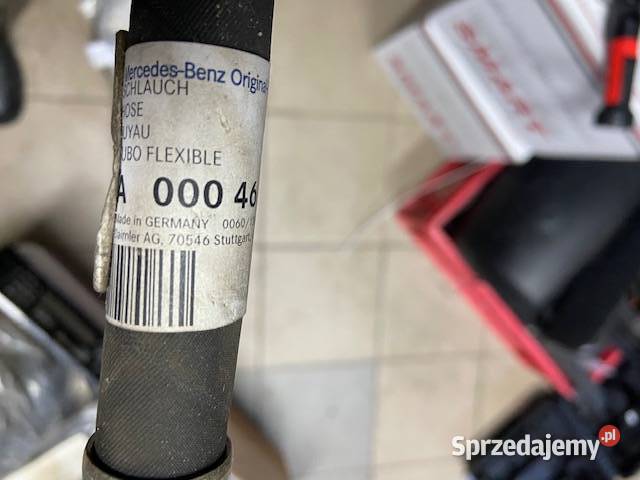 Mercedes-Benz Original
SCHLAUCH
HOSE
TUYAU
TUBO FLEXIBLE
A 000 46
Made in GERMANY 0060/
Daimler AG, 70546 Stuttgart,
SMART
Sprzedajemy.pl